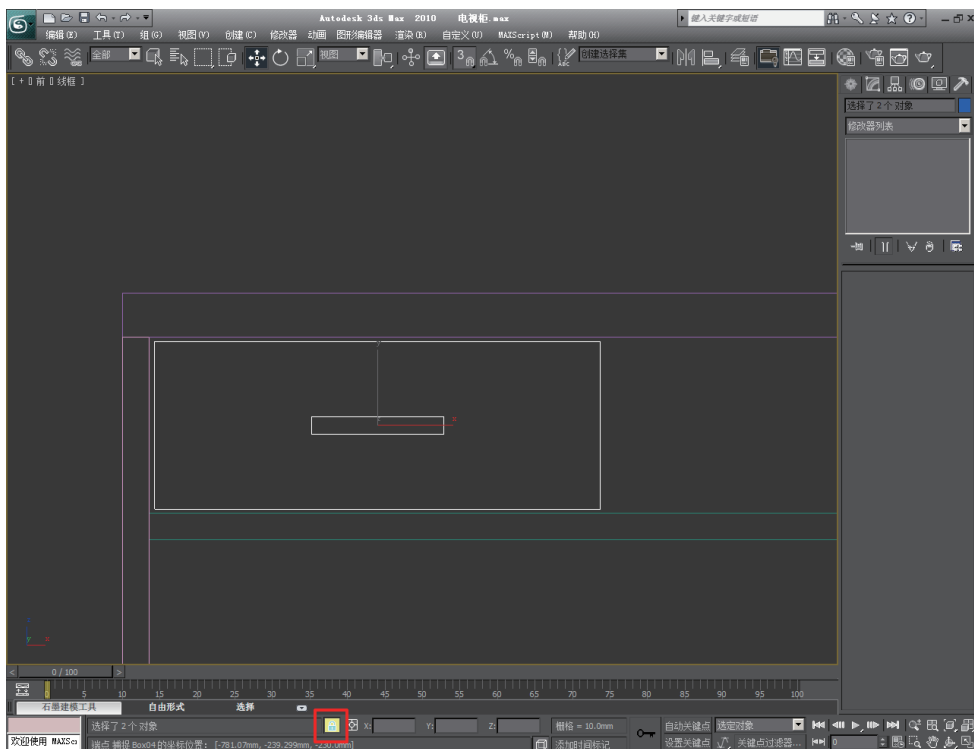 Autodesk 3ds Max 2010 电视柜.max
键入关键字或短语
编辑(E) 工具(T) 组(G) 视图(V) 创建(C) 修改器 动画 图形编辑器 渲染(R) 自定义(U) MAXScript(M) 帮助(H)
全部 视图 3 创建选择集
[ + 0 前 0 线框 ]
选择了2个对象
修改器列表
y
x
0 / 100
0 5 10 15 20 25 30 35 40 45 50 55 60 65 70 75 80 85 90 95 100
石墨建模工具 自由形式 选择
选择了 2 个 对象 X: Y: Z: 栅格 = 10.0mm 自动关键点 选定对象
欢迎使用 MAXSc 端点 捕捉 Box04 的坐标位置: [-781.07mm, -239.299mm, -230.0mm] 添加时间标记 设置关键点 关键点过滤器... 0